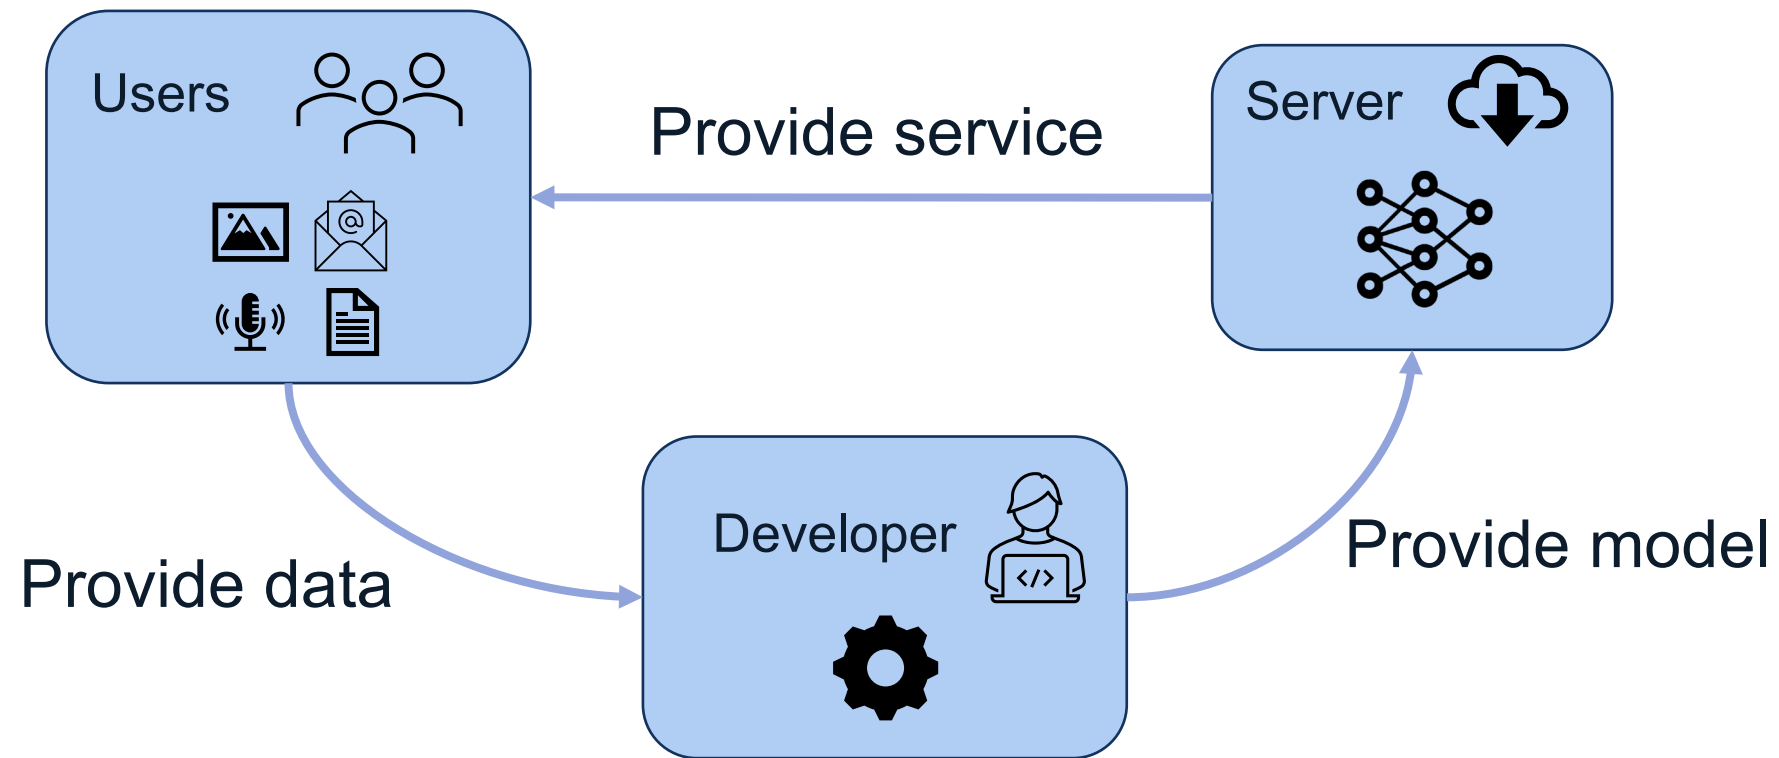 Users
Provide service
Server
Developer
</>
Provide data
Provide model
@